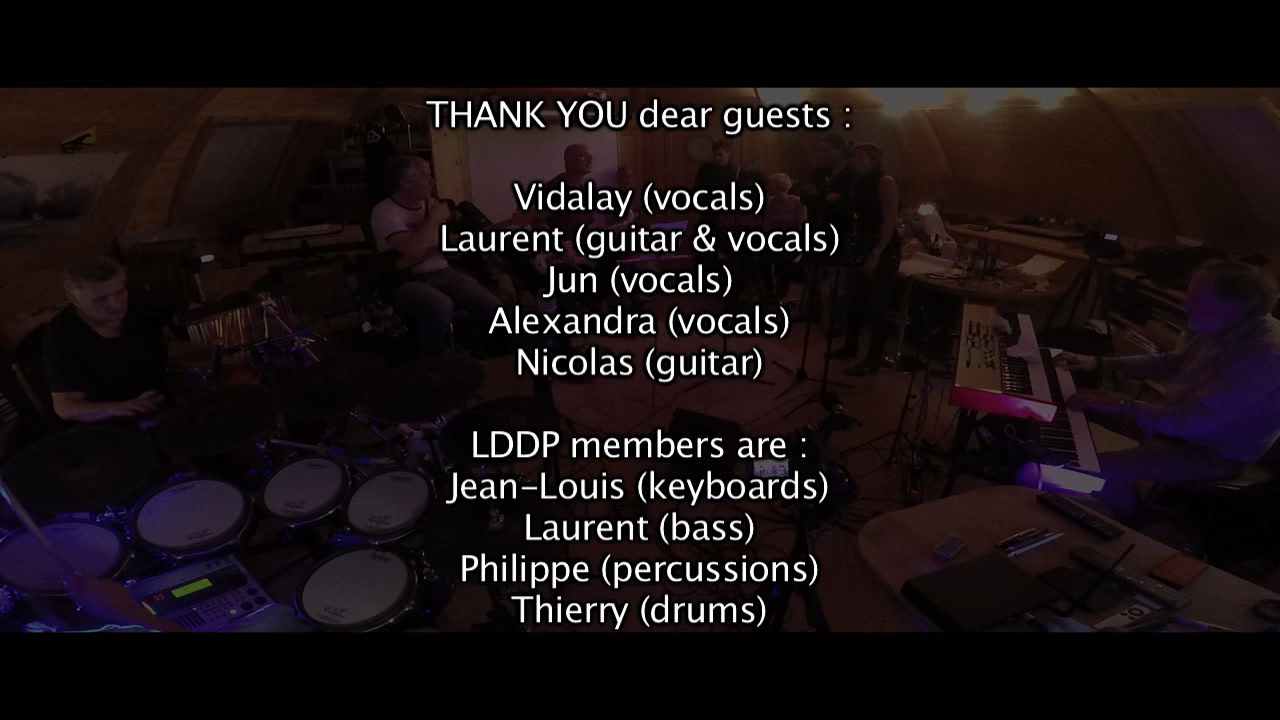 THANK YOU dear guests :
Vidalay (vocals)
Laurent (guitar & vocals)
Jun (vocals)
Alexandra (vocals)
Nicolas (guitar)
LDDP members are :
Jean-Louis (keyboards)
Laurent (bass)
Philippe (percussions)
Thierry (drums)